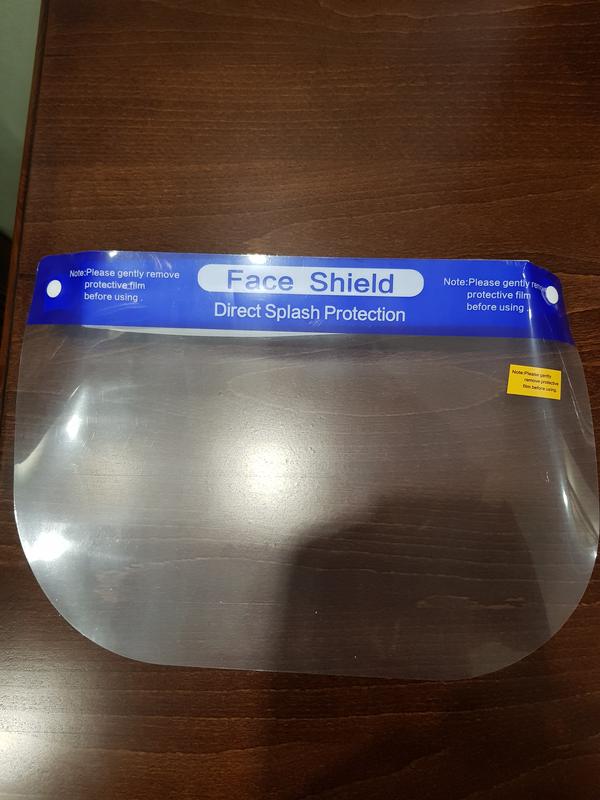 Note:Please gently remove
protective film
before using .
Face Shield
Direct Splash Protection
Note:Please gently remove
protective film
before using .
Note:Please gently
remove protective
film before using.